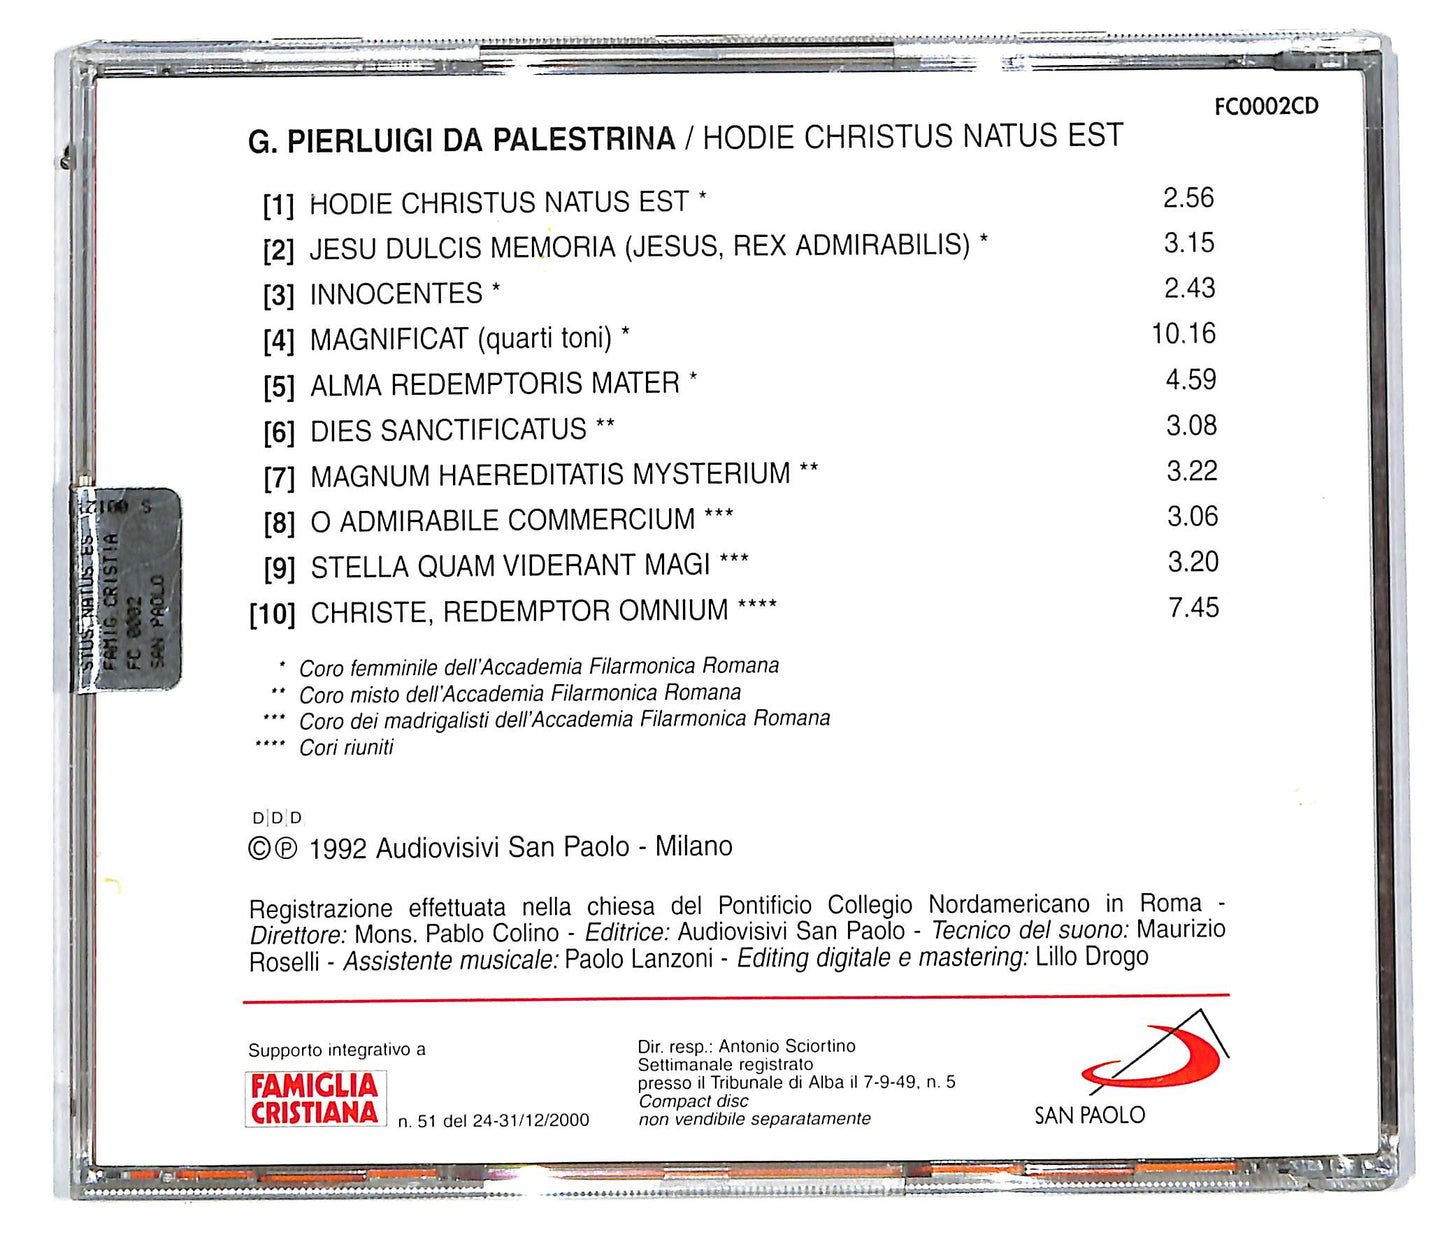 FC0002CD
G. PIERLUIGI DA PALESTRINA / HODIE CHRISTUS NATUS EST
[1] HODIE CHRISTUS NATUS EST * 2.56
[2] JESU DULCIS MEMORIA (JESUS, REX ADMIRABILIS) * 3.15
[3] INNOCENTES * 2.43
[4] MAGNIFICAT (quarti toni) * 10.16
[5] ALMA REDEMPTORIS MATER * 4.59
[6] DIES SANCTIFICATUS ** 3.08
[7] MAGNUM HAEREDITATIS MYSTERIUM ** 3.22
[8] O ADMIRABILE COMMERCIUM *** 3.06
[9] STELLA QUAM VIDERANT MAGI *** 3.20
[10] CHRISTE, REDEMPTOR OMNIUM **** 7.45
* Coro femminile dell'Accademia Filarmonica Romana
** Coro misto dell'Accademia Filarmonica Romana
*** Coro dei madrigalisti dell'Accademia Filarmonica Romana
**** Cori riuniti
D|D|D
©℗ 1992 Audiovisivi San Paolo - Milano
Registrazione effettuata nella chiesa del Pontificio Collegio Nordamericano in Roma -
Direttore: Mons. Pablo Colino - Editrice: Audiovisivi San Paolo - Tecnico del suono: Maurizio
Roselli - Assistente musicale: Paolo Lanzoni - Editing digitale e mastering: Lillo Drogo
Supporto integrativo a
FAMIGLIA
CRISTIANA
n. 51 del 24-31/12/2000
Dir. resp.: Antonio Sciortino
Settimanale registrato
presso il Tribunale di Alba il 7-9-49, n. 5
Compact disc
non vendibile separatamente
SAN PAOLO
STUS NATUS ES
FAMIG CRISTIA
FC 0002
SAN PAOLO